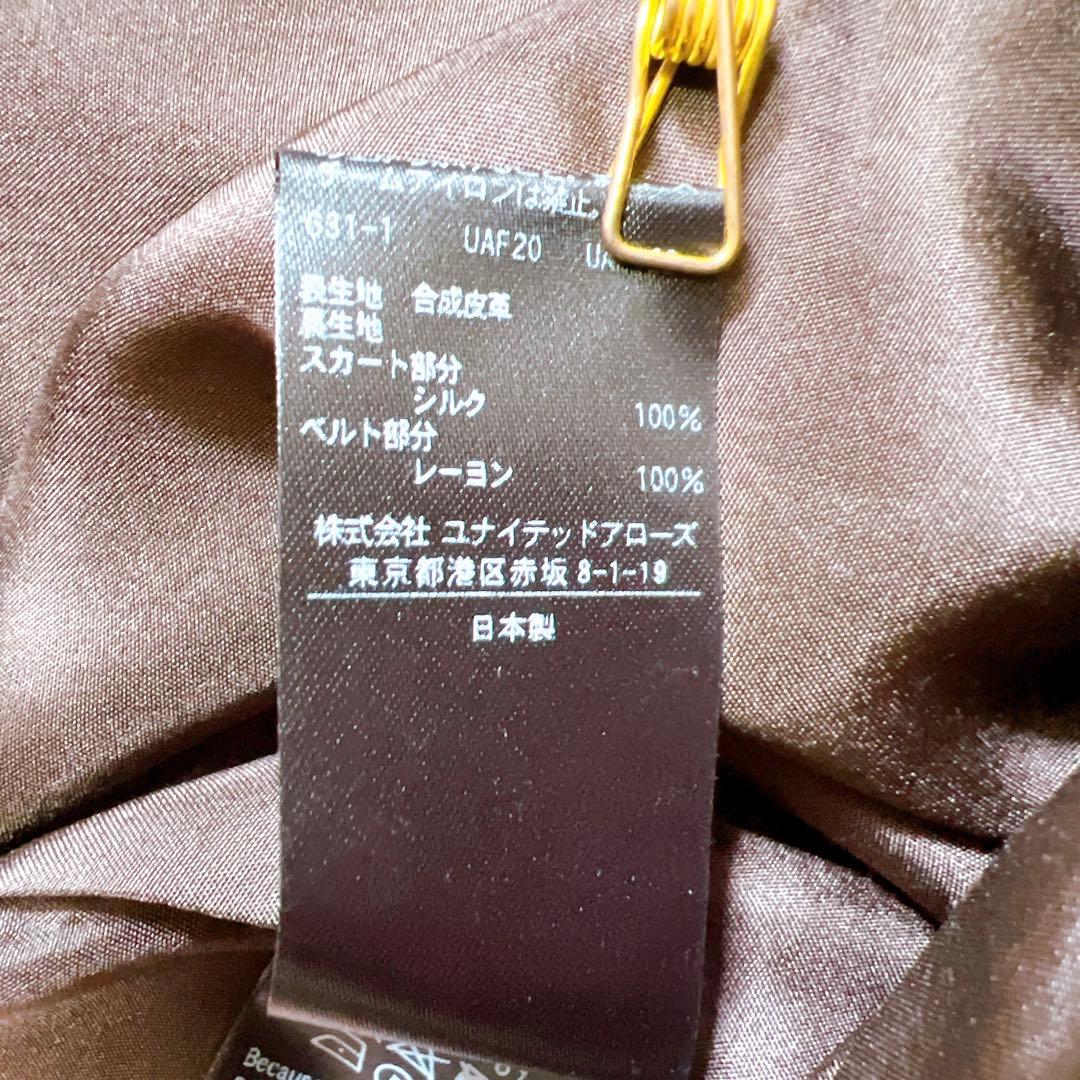 チームアイロンは禁止。
631-1 UAF20 UA
表生地 合成皮革
裏生地
スカート部分
シルク 100%
ベルト部分
レーヨン 100%
株式会社 ユナイテッドアローズ
東京都港区赤坂 8-1-19
日本製
Because